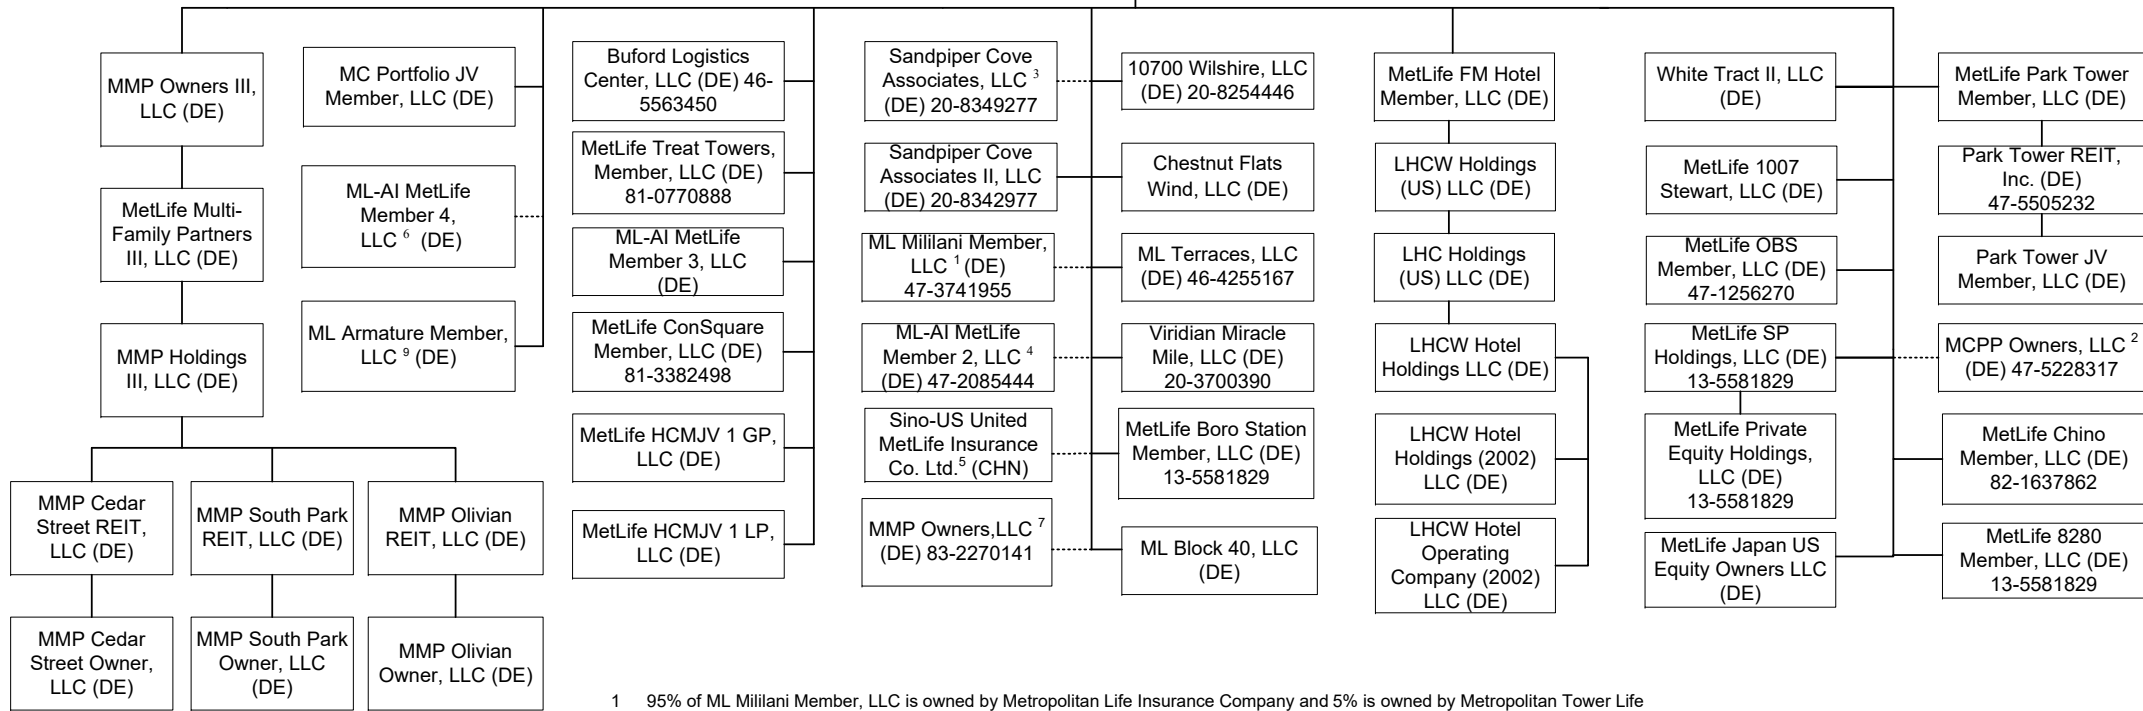 MMP Owners III,
LLC (DE)
MetLife Multi-
Family Partners
III, LLC (DE)
MMP Holdings
III, LLC (DE)
MMP Cedar
Street REIT,
LLC (DE)
MMP South Park
REIT, LLC (DE)
MMP Olivian
REIT, LLC (DE)
MMP Cedar
Street Owner,
LLC (DE)
MMP South Park
Owner, LLC
(DE)
MMP Olivian
Owner, LLC (DE)
MC Portfolio JV
Member, LLC (DE)
ML-AI MetLife
Member 4,
LLC 6 (DE)
ML Armature Member,
LLC 9 (DE)
Buford Logistics
Center, LLC (DE) 46-
5563450
MetLife Treat Towers,
Member, LLC (DE)
81-0770888
ML-AI MetLife
Member 3, LLC
(DE)
MetLife ConSquare
Member, LLC (DE)
81-3382498
MetLife HCMJV 1 GP,
LLC (DE)
MetLife HCMJV 1 LP,
LLC (DE)
Sandpiper Cove
Associates, LLC 3
(DE) 20-8349277
Sandpiper Cove
Associates II, LLC
(DE) 20-8342977
ML Mililani Member,
LLC 1 (DE)
47-3741955
ML-AI MetLife
Member 2, LLC 4
(DE) 47-2085444
Sino-US United
MetLife Insurance
Co. Ltd.5 (CHN)
MMP Owners,LLC 7
(DE) 83-2270141
10700 Wilshire, LLC
(DE) 20-8254446
Chestnut Flats
Wind, LLC (DE)
ML Terraces, LLC
(DE) 46-4255167
Viridian Miracle
Mile, LLC (DE)
20-3700390
MetLife Boro Station
Member, LLC (DE)
13-5581829
ML Block 40, LLC
(DE)
MetLife FM Hotel
Member, LLC (DE)
LHCW Holdings
(US) LLC (DE)
LHC Holdings
(US) LLC (DE)
LHCW Hotel
Holdings LLC (DE)
LHCW Hotel
Holdings (2002)
LLC (DE)
LHCW Hotel
Operating
Company (2002)
LLC (DE)
White Tract II, LLC
(DE)
MetLife 1007
Stewart, LLC (DE)
MetLife OBS
Member, LLC (DE)
47-1256270
MetLife SP
Holdings, LLC (DE)
13-5581829
MetLife Private
Equity Holdings,
LLC (DE)
13-5581829
MetLife Japan US
Equity Owners LLC
(DE)
MetLife Park Tower
Member, LLC (DE)
Park Tower REIT,
Inc. (DE)
47-5505232
Park Tower JV
Member, LLC (DE)
MCPP Owners, LLC 2
(DE) 47-5228317
MetLife Chino
Member, LLC (DE)
82-1637862
MetLife 8280
Member, LLC (DE)
13-5581829
1 95% of ML Mililani Member, LLC is owned by Metropolitan Life Insurance Company and 5% is owned by Metropolitan Tower Life